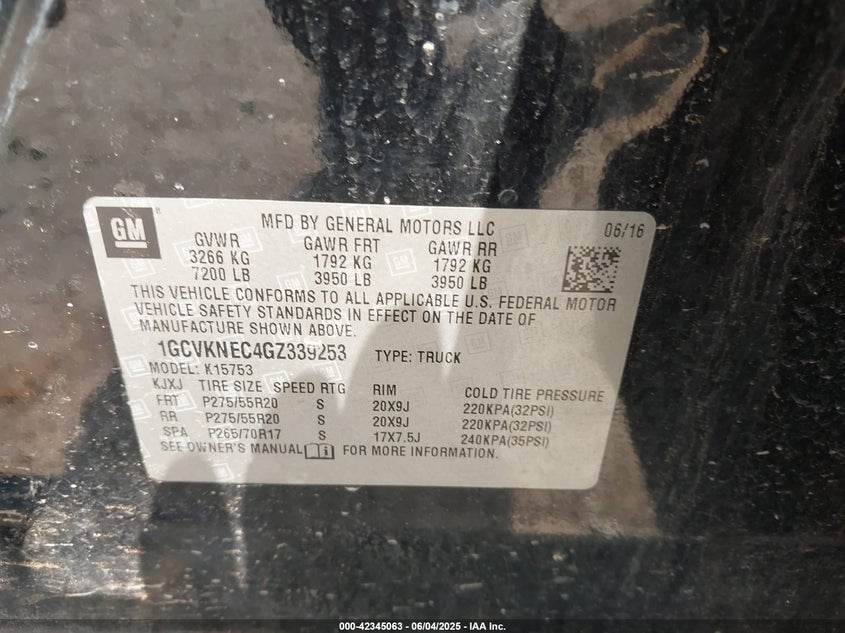 GM
MFD BY GENERAL MOTORS LLC 06/16
GVWR GAWR FRT GAWR RR
3266 KG 1792 KG 1792 KG
7200 LB 3950 LB 3950 LB
THIS VEHICLE CONFORMS TO ALL APPLICABLE U.S. FEDERAL MOTOR
VEHICLE SAFETY STANDARDS IN EFFECT ON THE DATE OF
MANUFACTURE SHOWN ABOVE.
1GCVKNEC4GZ339253 TYPE: TRUCK
MODEL: K15753
KJXJ TIRE SIZE SPEED RTG RIM COLD TIRE PRESSURE
FRT P275/55R20 S 20X9J 220KPA(32PSI)
RR P275/55R20 S 20X9J 220KPA(32PSI)
SPA P265/70R17 S 17X7.5J 240KPA(35PSI)
SEE OWNER'S MANUAL FOR MORE INFORMATION.
000-42345063 - 06/04/2025 - IAA Inc.